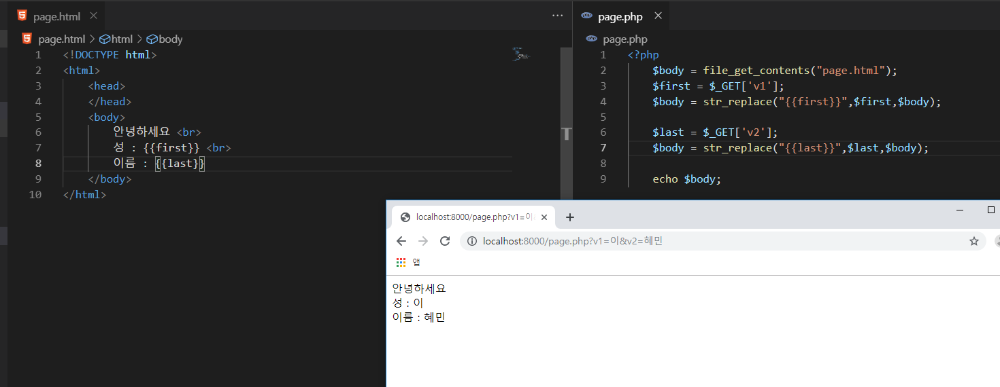 page.html
page.html > html > body
1 <!DOCTYPE html>
2 <html>
3 <head>
4 </head>
5 <body>
6 안녕하세요 <br>
7 성 : {{first}} <br>
8 이름 : {{last}}
9 </body>
10 </html>
page.php
page.php
1 <?php
2 $body = file_get_contents("page.html");
3 $first = $_GET['v1'];
4 $body = str_replace("{{first}}",$first,$body);
5
6 $last = $_GET['v2'];
7 $body = str_replace("{{last}}",$last,$body);
8
9 echo $body;
localhost:8000/page.php?v1=이
localhost:8000/page.php?v1=이&v2=혜민
앱
안녕하세요
성 : 이
이름 : 혜민